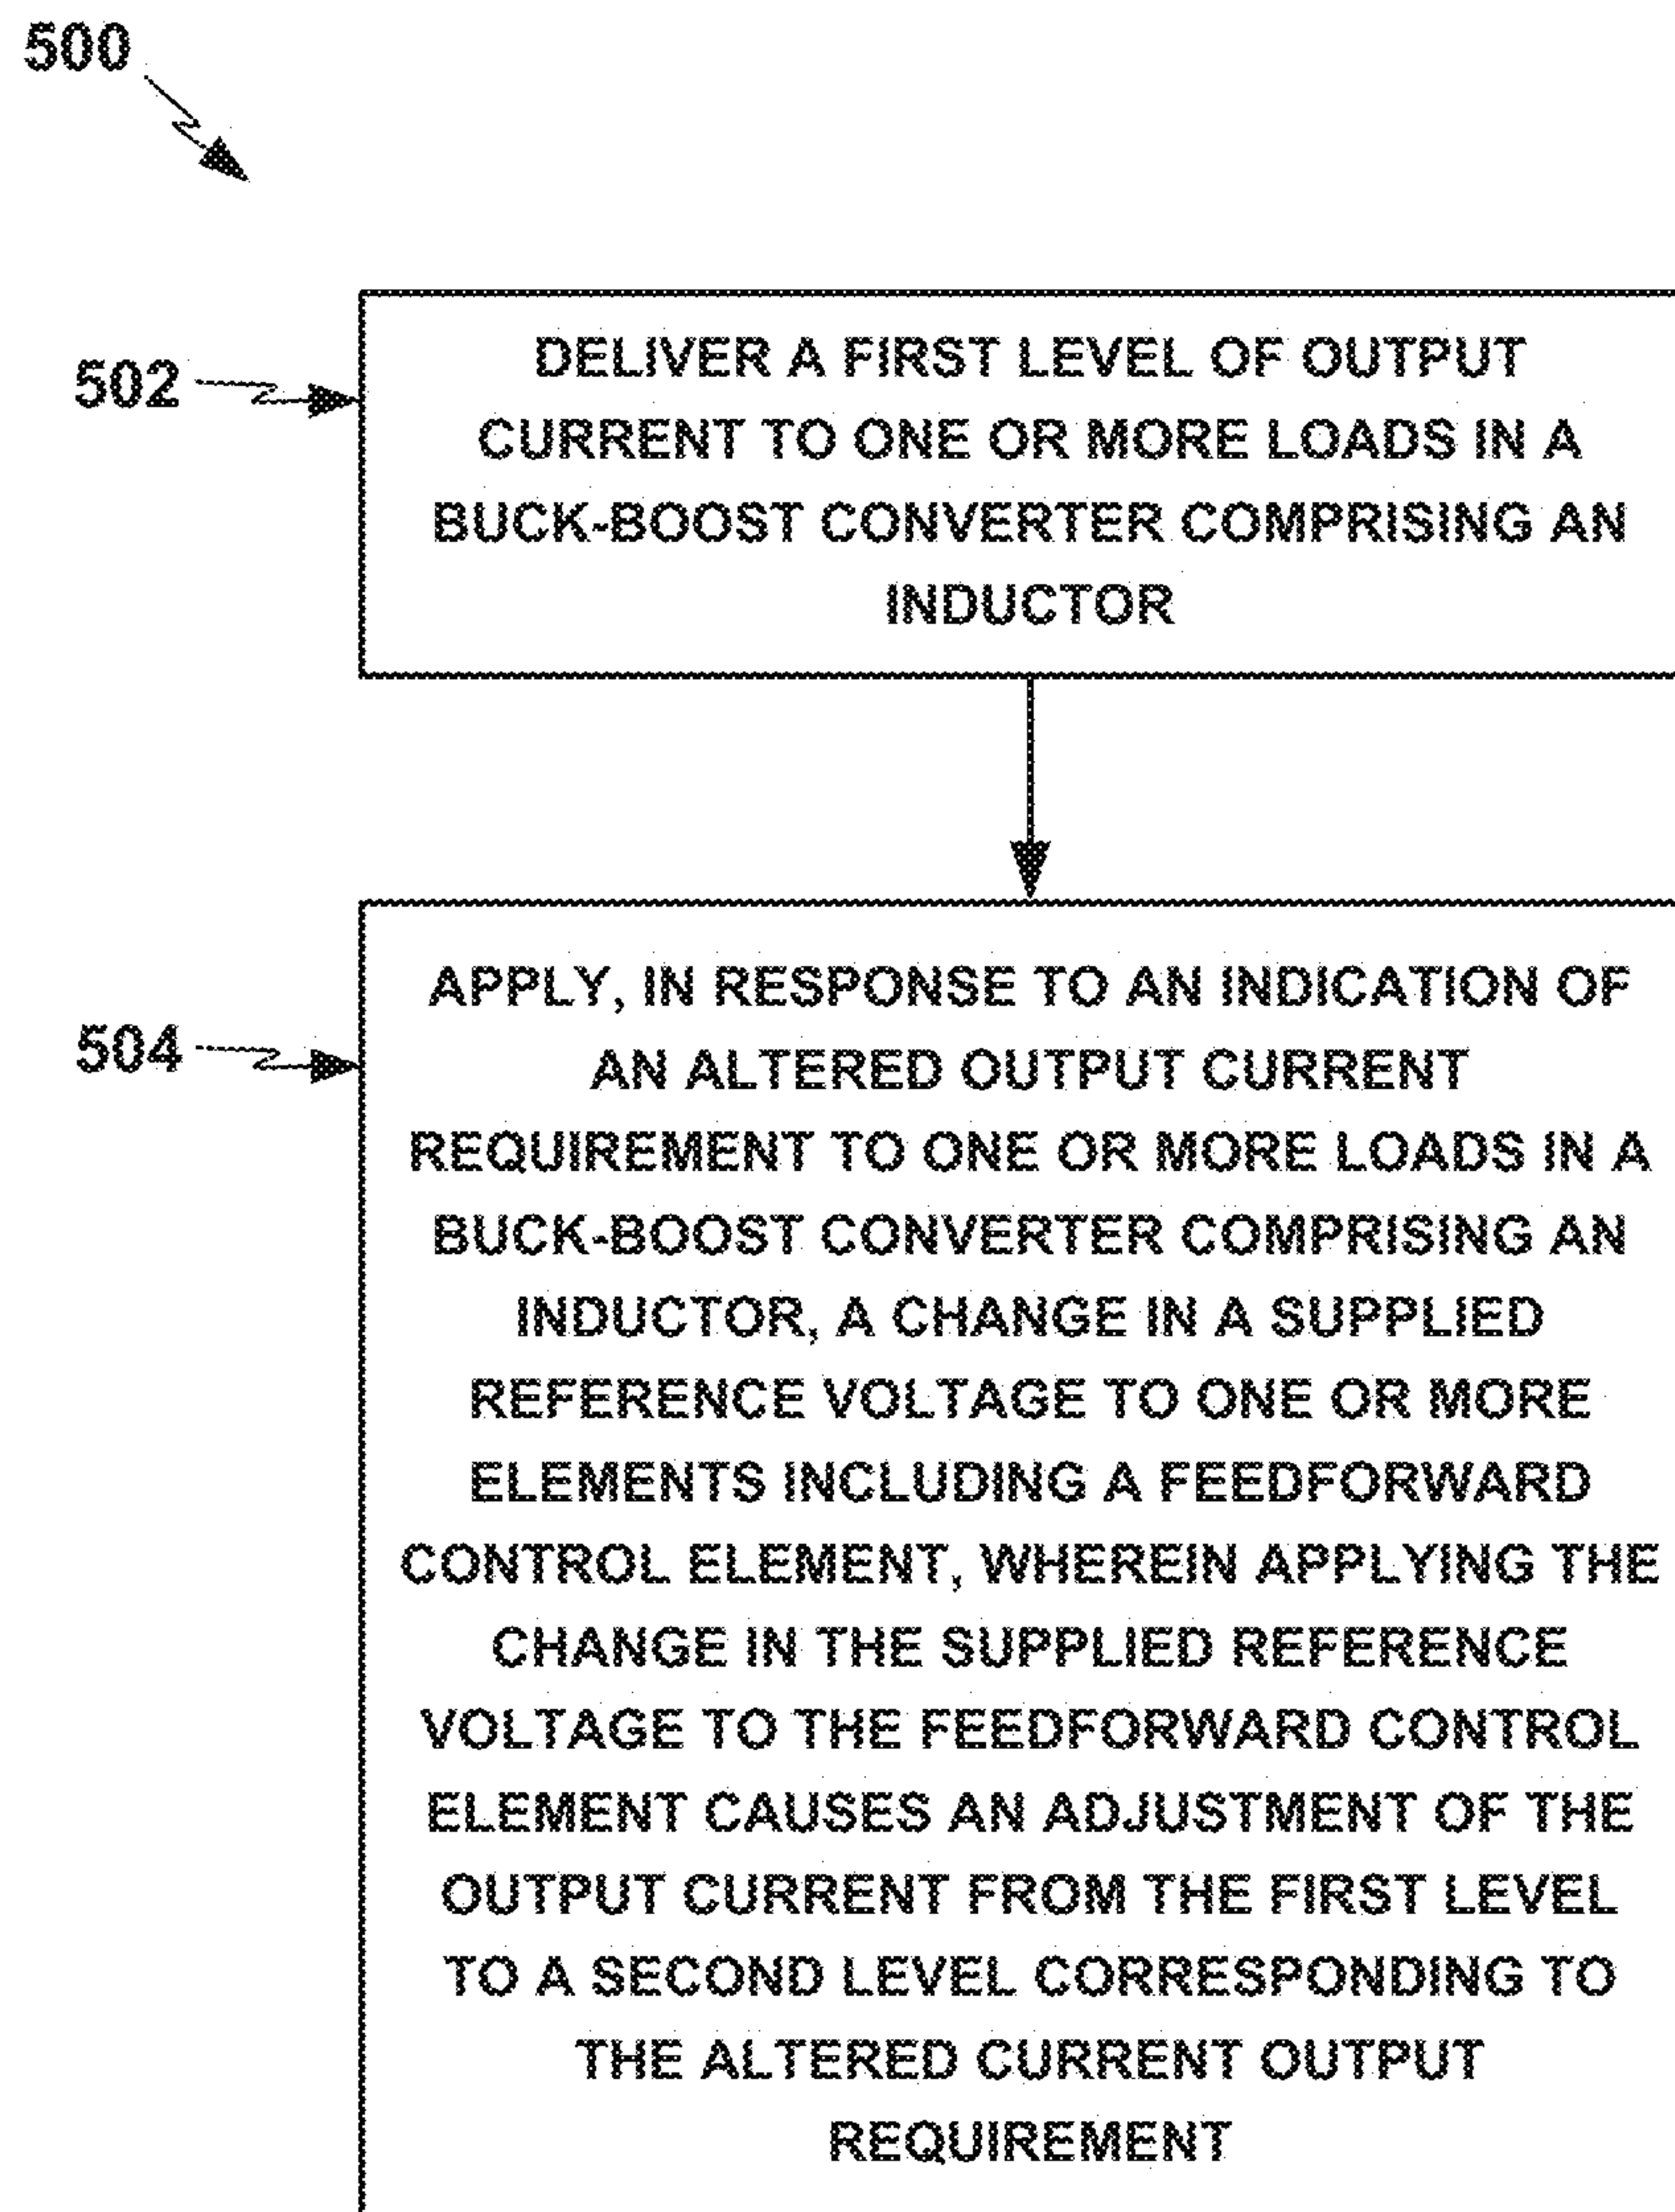 500
502
DELIVER A FIRST LEVEL OF OUTPUT
CURRENT TO ONE OR MORE LOADS IN A
BUCK-BOOST CONVERTER COMPRISING AN
INDUCTOR
504
APPLY, IN RESPONSE TO AN INDICATION OF
AN ALTERED OUTPUT CURRENT
REQUIREMENT TO ONE OR MORE LOADS IN A
BUCK-BOOST CONVERTER COMPRISING AN
INDUCTOR, A CHANGE IN A SUPPLIED
REFERENCE VOLTAGE TO ONE OR MORE
ELEMENTS INCLUDING A FEEDFORWARD
CONTROL ELEMENT, WHEREIN APPLYING THE
CHANGE IN THE SUPPLIED REFERENCE
VOLTAGE TO THE FEEDFORWARD CONTROL
ELEMENT CAUSES AN ADJUSTMENT OF THE
OUTPUT CURRENT FROM THE FIRST LEVEL
TO A SECOND LEVEL CORRESPONDING TO
THE ALTERED CURRENT OUTPUT
REQUIREMENT